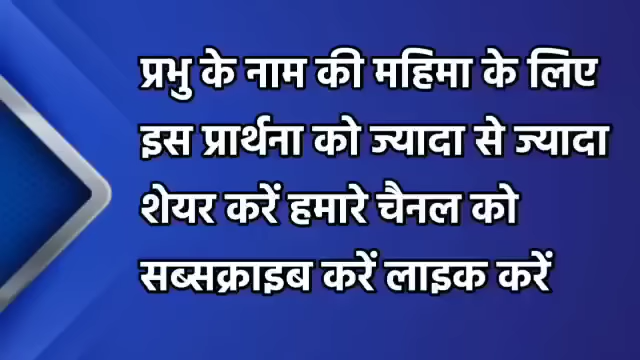 प्रभु के नाम की महिमा के लिए
इस प्रार्थना को ज्यादा से ज्यादा
शेयर करें हमारे चैनल को
सब्सक्राइब करें लाइक करें